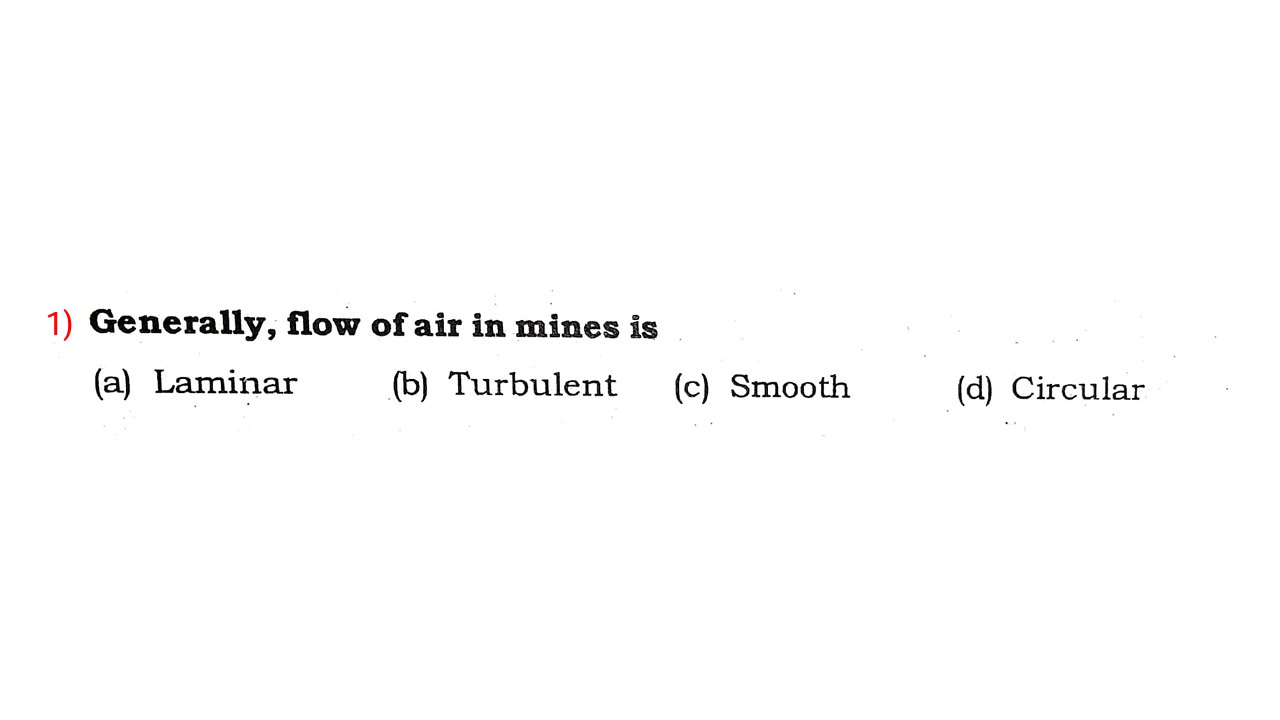 1) Generally, flow of air in mines is
(a) Laminar (b) Turbulent (c) Smooth (d) Circular